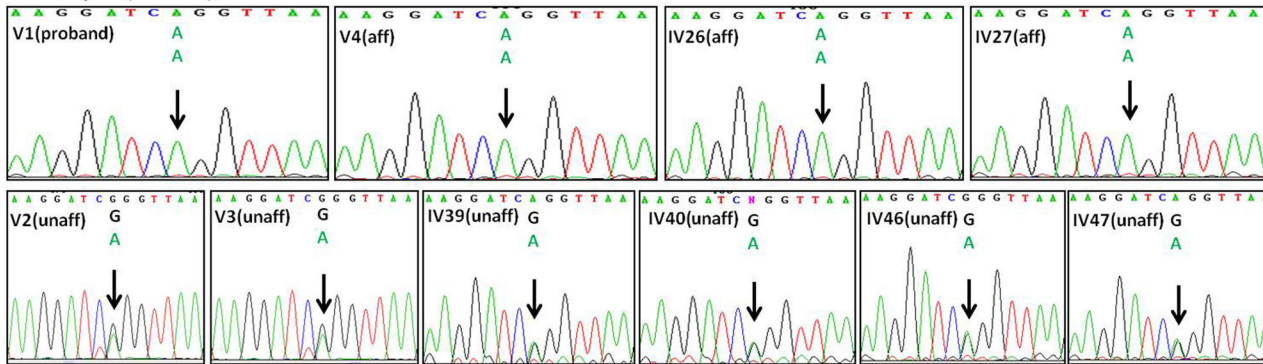 A A G G A T C A G G T T A A
V1(proband)
A
A
A A G G A T C A G G T T A A
V4(aff)
A
A
A A G G A T C A G G T T A A
IV26(aff)
A
A
A A G G A T C A G G T T A A
IV27(aff)
A
A
A A G G A T C G G G T T A A
V2(unaff)
G
A
A A G G A T C G G G T T A A
V3(unaff)
G
A
A A G G A T C A G G T T A A
IV39(unaff)
G
A
A A G G A T C N G G T T A A
IV40(unaff)
G
A
A A G G A T C G G G T T A A
IV46(unaff)
G
A
A A G G A T C A G G T T A
IV47(unaff)
G
A